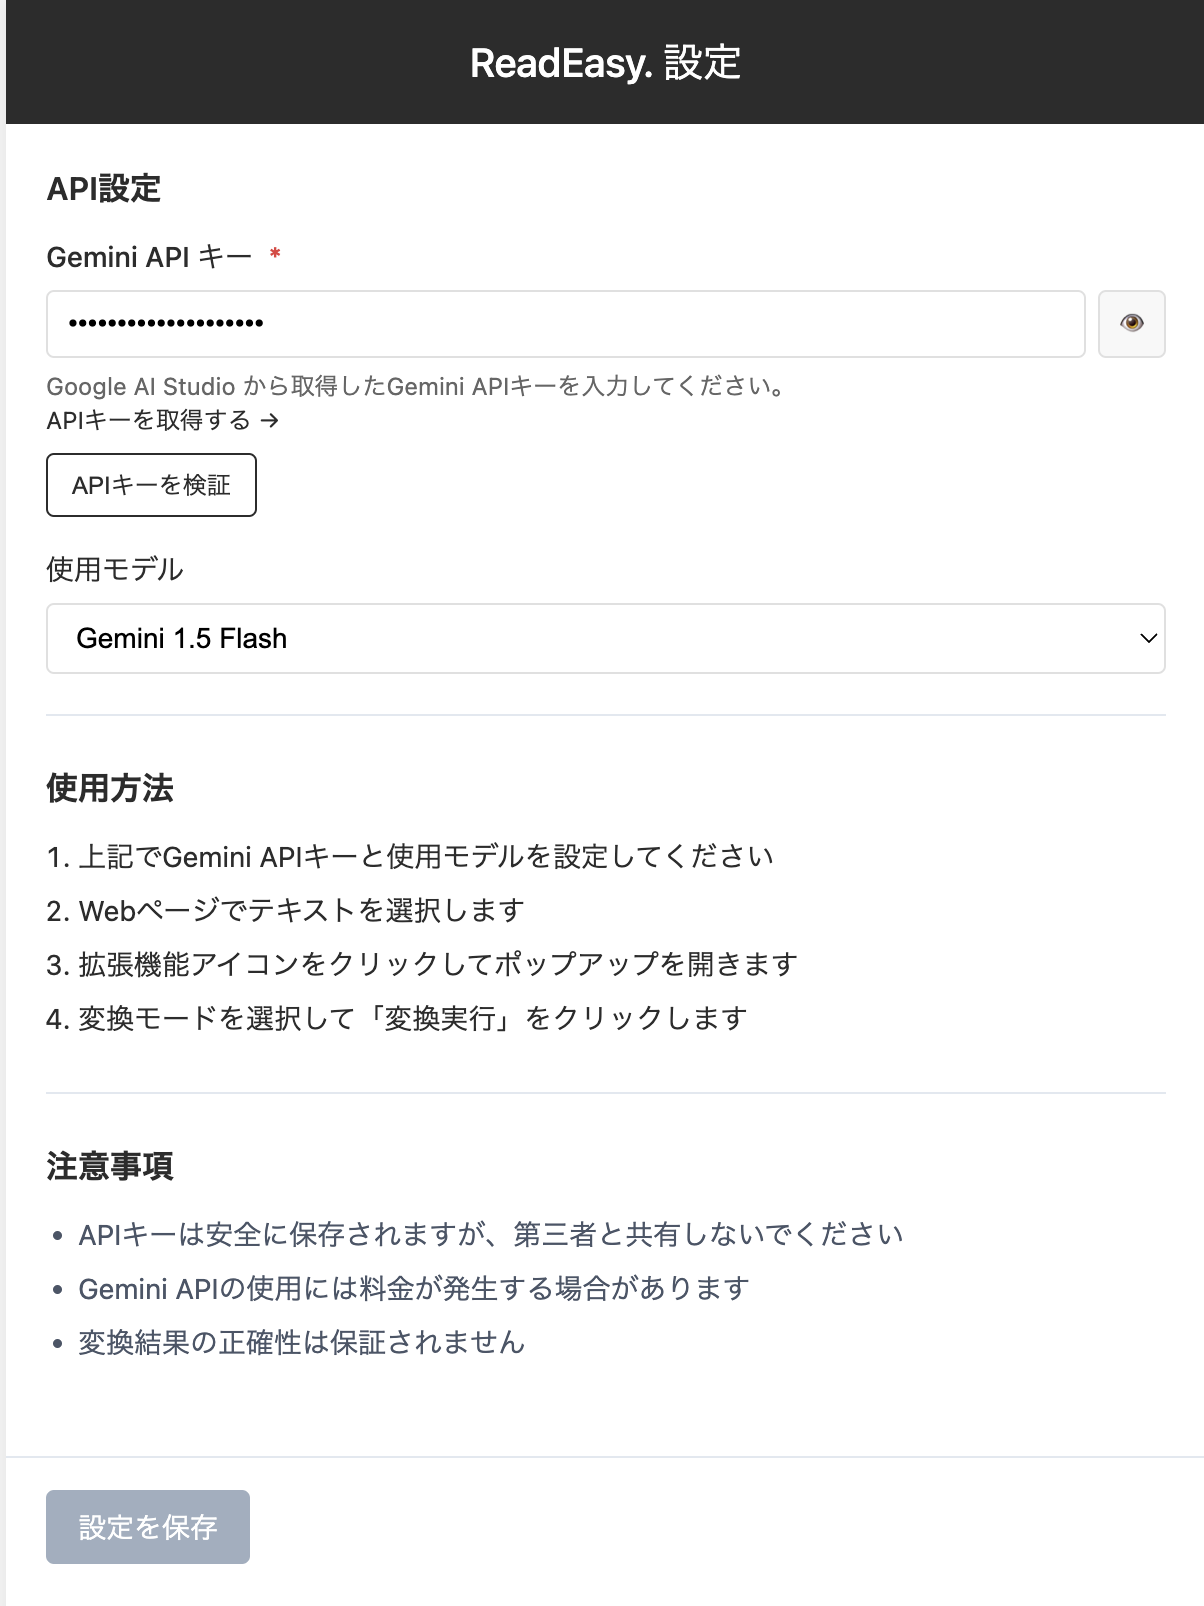 ReadEasy. 設定
API設定
Gemini API キー *
••••••••••••••••••••
Google AI Studio から取得したGemini APIキーを入力してください。
APIキーを取得する →
APIキーを検証
使用モデル
Gemini 1.5 Flash
使用方法
1. 上記でGemini APIキーと使用モデルを設定してください
2. Webページでテキストを選択します
3. 拡張機能アイコンをクリックしてポップアップを開きます
4. 変換モードを選択して「変換実行」をクリックします
注意事項
• APIキーは安全に保存されますが、第三者と共有しないでください
• Gemini APIの使用には料金が発生する場合があります
• 変換結果の正確性は保証されません
設定を保存